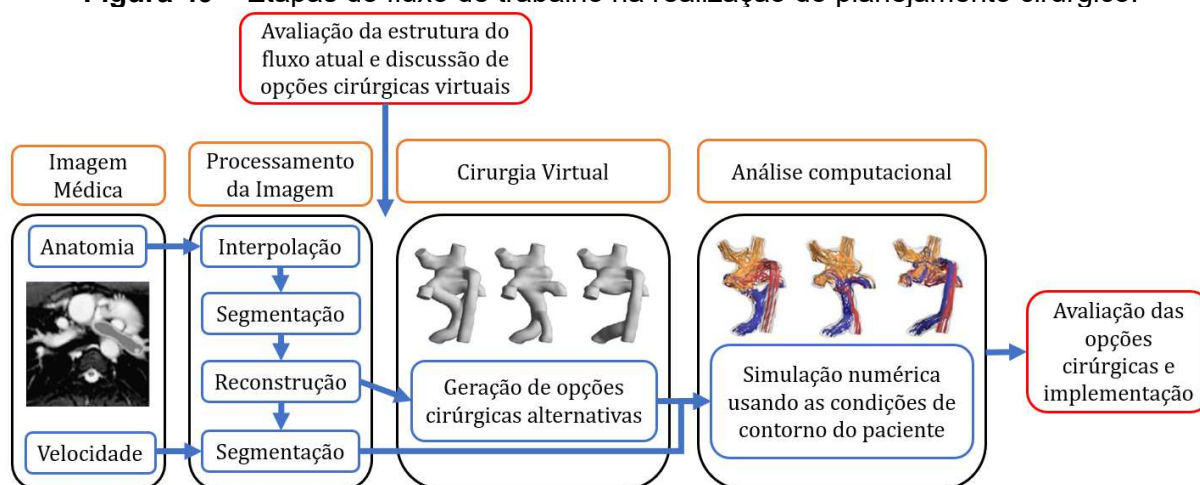 Avaliação da estrutura do
fluxo atual e discussão de
opções cirúrgicas virtuais
Imagem
Médica
Processamento
da Imagem
Cirurgia Virtual
Análise computacional
Anatomia
Interpolação
Segmentação
Reconstrução
Velocidade
Segmentação
Geração de opções
cirúrgicas alternativas
Simulação numérica
usando as condições de
contorno do paciente
Avaliação das
opções
cirúrgicas e
implementação